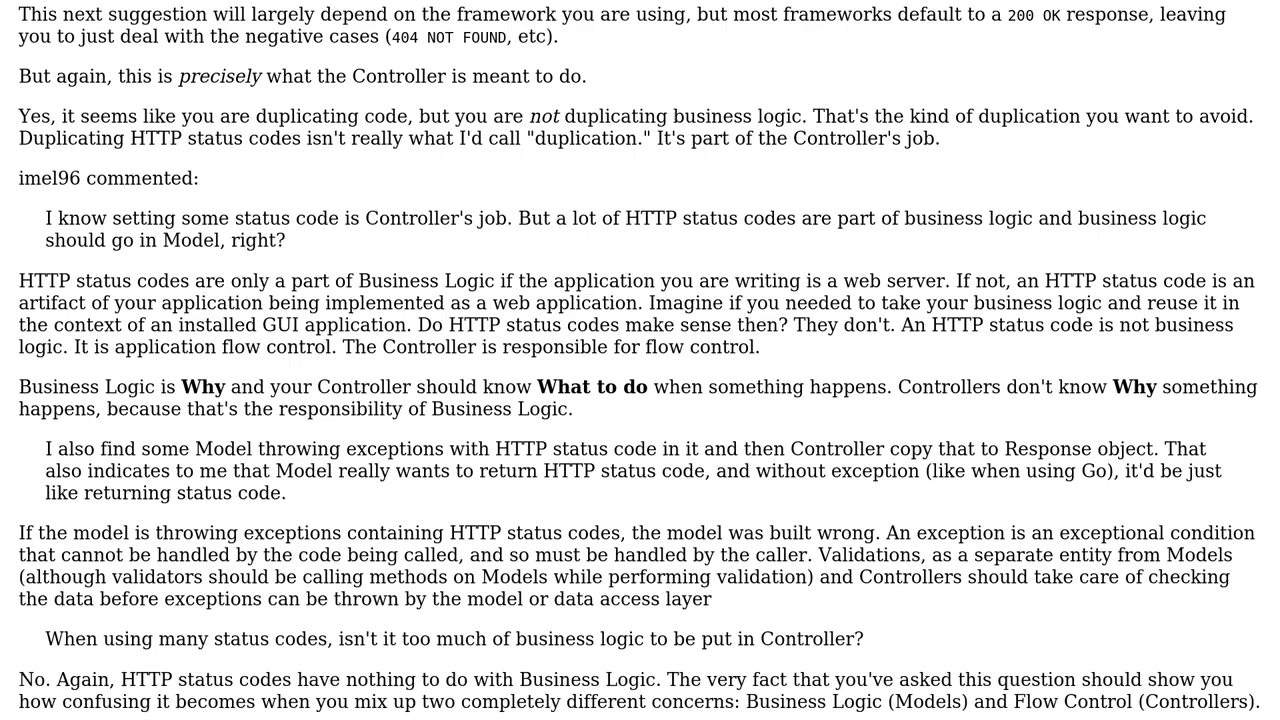 This next suggestion will largely depend on the framework you are using, but most frameworks default to a 200 OK response, leaving
you to just deal with the negative cases (404 NOT FOUND, etc).
But again, this is precisely what the Controller is meant to do.
Yes, it seems like you are duplicating code, but you are not duplicating business logic. That's the kind of duplication you want to avoid.
Duplicating HTTP status codes isn't really what I'd call "duplication." It's part of the Controller's job.
imel96 commented:
I know setting some status code is Controller's job. But a lot of HTTP status codes are part of business logic and business logic
should go in Model, right?
HTTP status codes are only a part of Business Logic if the application you are writing is a web server. If not, an HTTP status code is an
artifact of your application being implemented as a web application. Imagine if you needed to take your business logic and reuse it in
the context of an installed GUI application. Do HTTP status codes make sense then? They don't. An HTTP status code is not business
logic. It is application flow control. The Controller is responsible for flow control.
Business Logic is Why and your Controller should know What to do when something happens. Controllers don't know Why something
happens, because that's the responsibility of Business Logic.
I also find some Model throwing exceptions with HTTP status code in it and then Controller copy that to Response object. That
also indicates to me that Model really wants to return HTTP status code, and without exception (like when using Go), it'd be just
like returning status code.
If the model is throwing exceptions containing HTTP status codes, the model was built wrong. An exception is an exceptional condition
that cannot be handled by the code being called, and so must be handled by the caller. Validations, as a separate entity from Models
(although validators should be calling methods on Models while performing validation) and Controllers should take care of checking
the data before exceptions can be thrown by the model or data access layer
When using many status codes, isn't it too much of business logic to be put in Controller?
No. Again, HTTP status codes have nothing to do with Business Logic. The very fact that you've asked this question should show you
how confusing it becomes when you mix up two completely different concerns: Business Logic (Models) and Flow Control (Controllers).